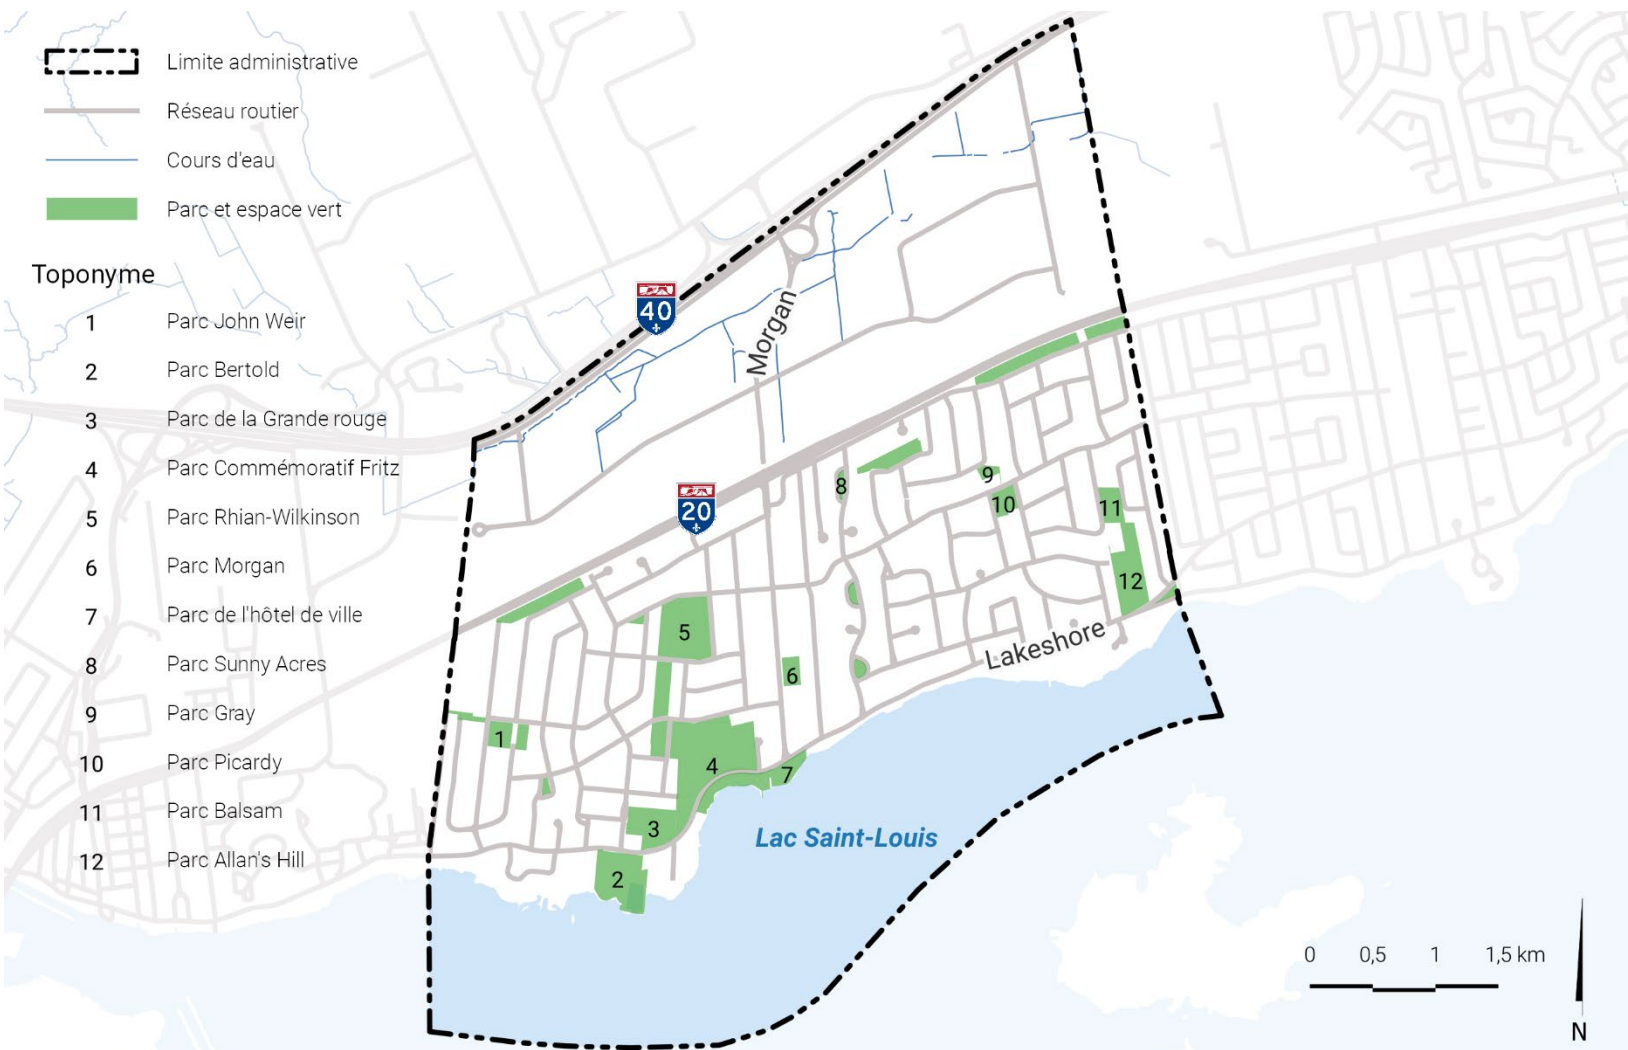 Limite administrative
Réseau routier
Cours d'eau
Parc et espace vert
Toponyme
1 Parc John Weir
2 Parc Bertold
3 Parc de la Grande rouge
4 Parc Commémoratif Fritz
5 Parc Rhian-Wilkinson
6 Parc Morgan
7 Parc de l'hôtel de ville
8 Parc Sunny Acres
9 Parc Gray
10 Parc Picardy
11 Parc Balsam
12 Parc Allan's Hill
40
Morgan
20
8
9
10
11
12
5
6
Lakeshore
1
4
7
3
2
Lac Saint-Louis
0 0,5 1 1,5 km
N